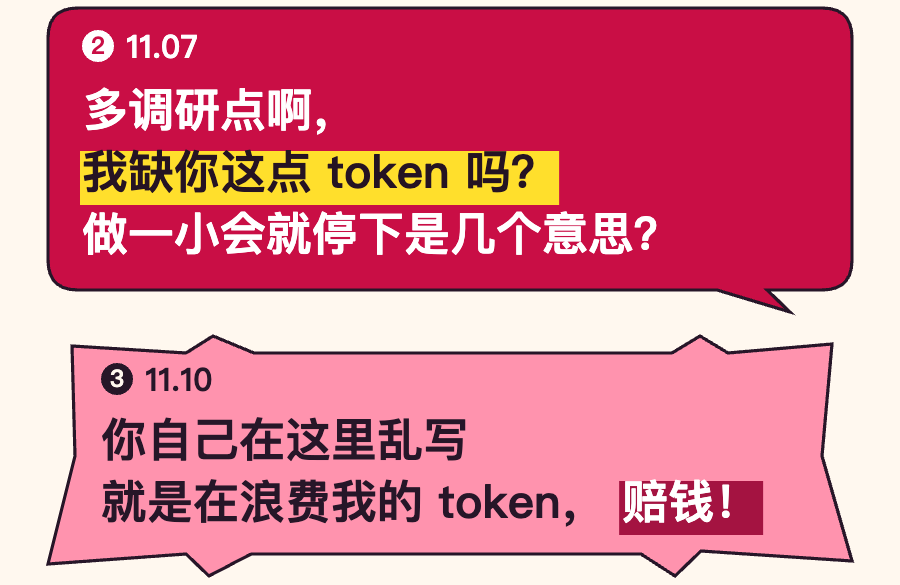 2 11.07
多调研点啊，
我缺你这点 token 吗？
做一小会就停下是几个意思？
3 11.10
你自己在这里乱写
就是在浪费我的 token，赔钱！